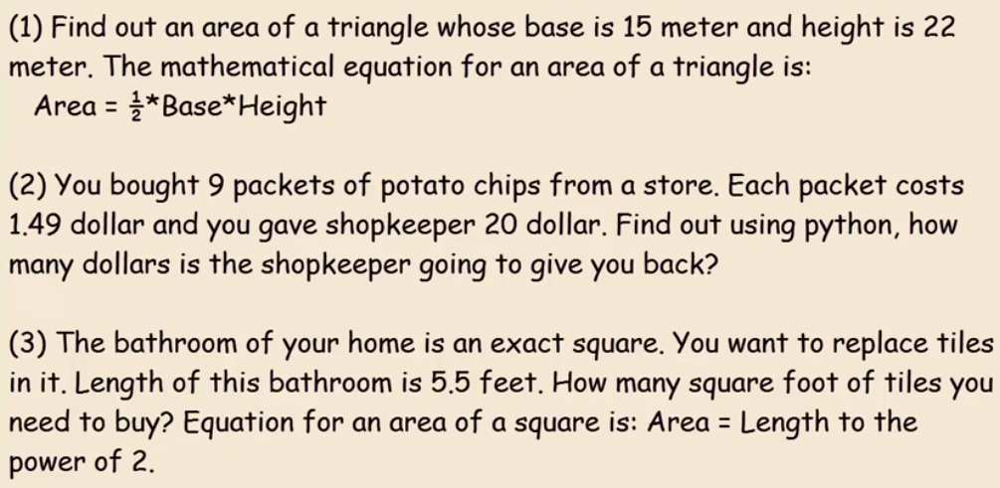 (1) Find out an area of a triangle whose base is 15 meter and height is 22
meter. The mathematical equation for an area of a triangle is:
Area = ½*Base*Height
(2) You bought 9 packets of potato chips from a store. Each packet costs
1.49 dollar and you gave shopkeeper 20 dollar. Find out using python, how
many dollars is the shopkeeper going to give you back?
(3) The bathroom of your home is an exact square. You want to replace tiles
in it. Length of this bathroom is 5.5 feet. How many square foot of tiles you
need to buy? Equation for an area of a square is: Area = Length to the
power of 2.